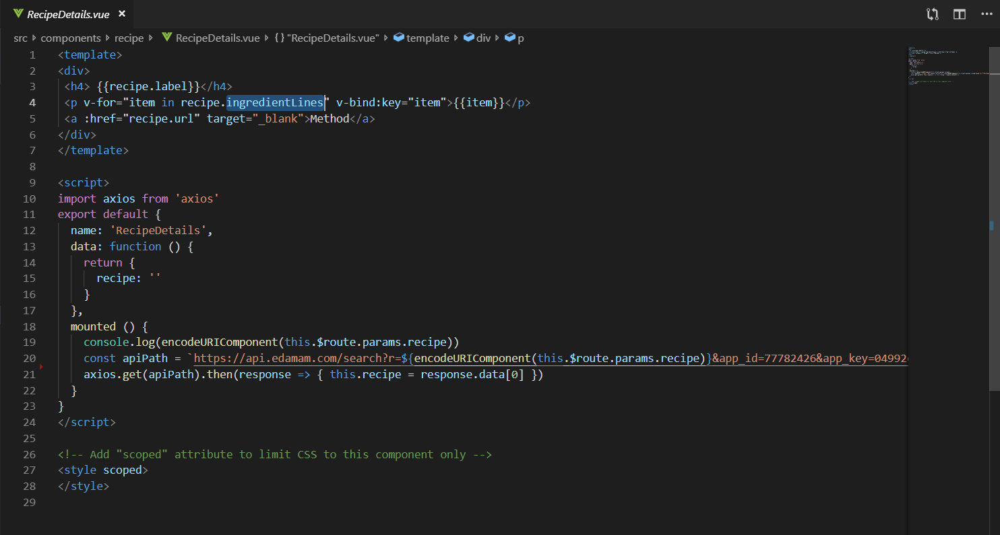 RecipeDetails.vue ×
src › components › recipe › RecipeDetails.vue › {} "RecipeDetails.vue" › template › div › p
1 <template>
2 <div>
3 <h4> {{recipe.label}}</h4>
4 <p v-for="item in recipe.ingredientLines" v-bind:key="item">{{item}}</p>
5 <a :href="recipe.url" target="_blank">Method</a>
6 </div>
7 </template>
8
9 <script>
10 import axios from 'axios'
11 export default {
12 name: 'RecipeDetails',
13 data: function () {
14 return {
15 recipe: ''
16 }
17 },
18 mounted () {
19 console.log(encodeURIComponent(this.$route.params.recipe))
20 const apiPath = `https://api.edamam.com/search?r=${encodeURIComponent(this.$route.params.recipe)}&app_id=77782426&app_key=04992
21 axios.get(apiPath).then(response => { this.recipe = response.data[0] })
22 }
23 }
24 </script>
25
26 <!-- Add "scoped" attribute to limit CSS to this component only -->
27 <style scoped>
28 </style>
29